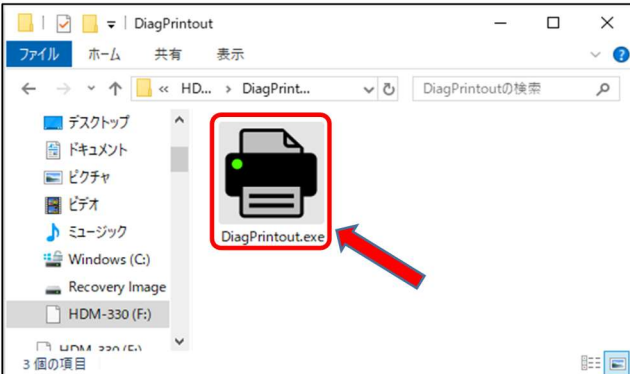 DiagPrintout
ファイル ホーム 共有 表示
« HD... › DiagPrint... DiagPrintoutの検索
デスクトップ
ドキュメント
ピクチャ
ビデオ
ミュージック
Windows (C:)
Recovery Image
HDM-330 (F:)
HDM-330 (F:)
DiagPrintout.exe
3 個の項目